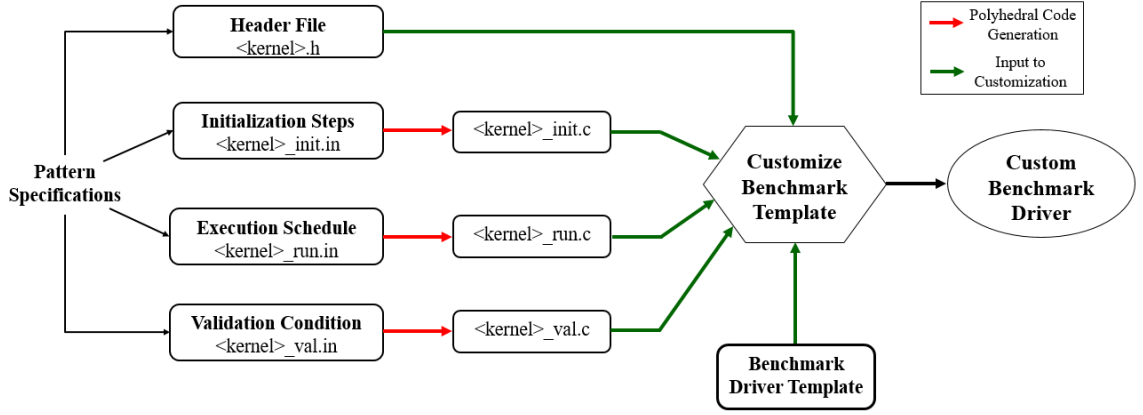 Header File
<kernel>.h
Polyhedral Code
Generation
Input to
Customization
Initialization Steps
<kernel>_init.in
<kernel>_init.c
Pattern
Specifications
Customize
Benchmark
Template
Custom
Benchmark
Driver
Execution Schedule
<kernel>_run.in
<kernel>_run.c
Validation Condition
<kernel>_val.in
<kernel>_val.c
Benchmark
Driver Template